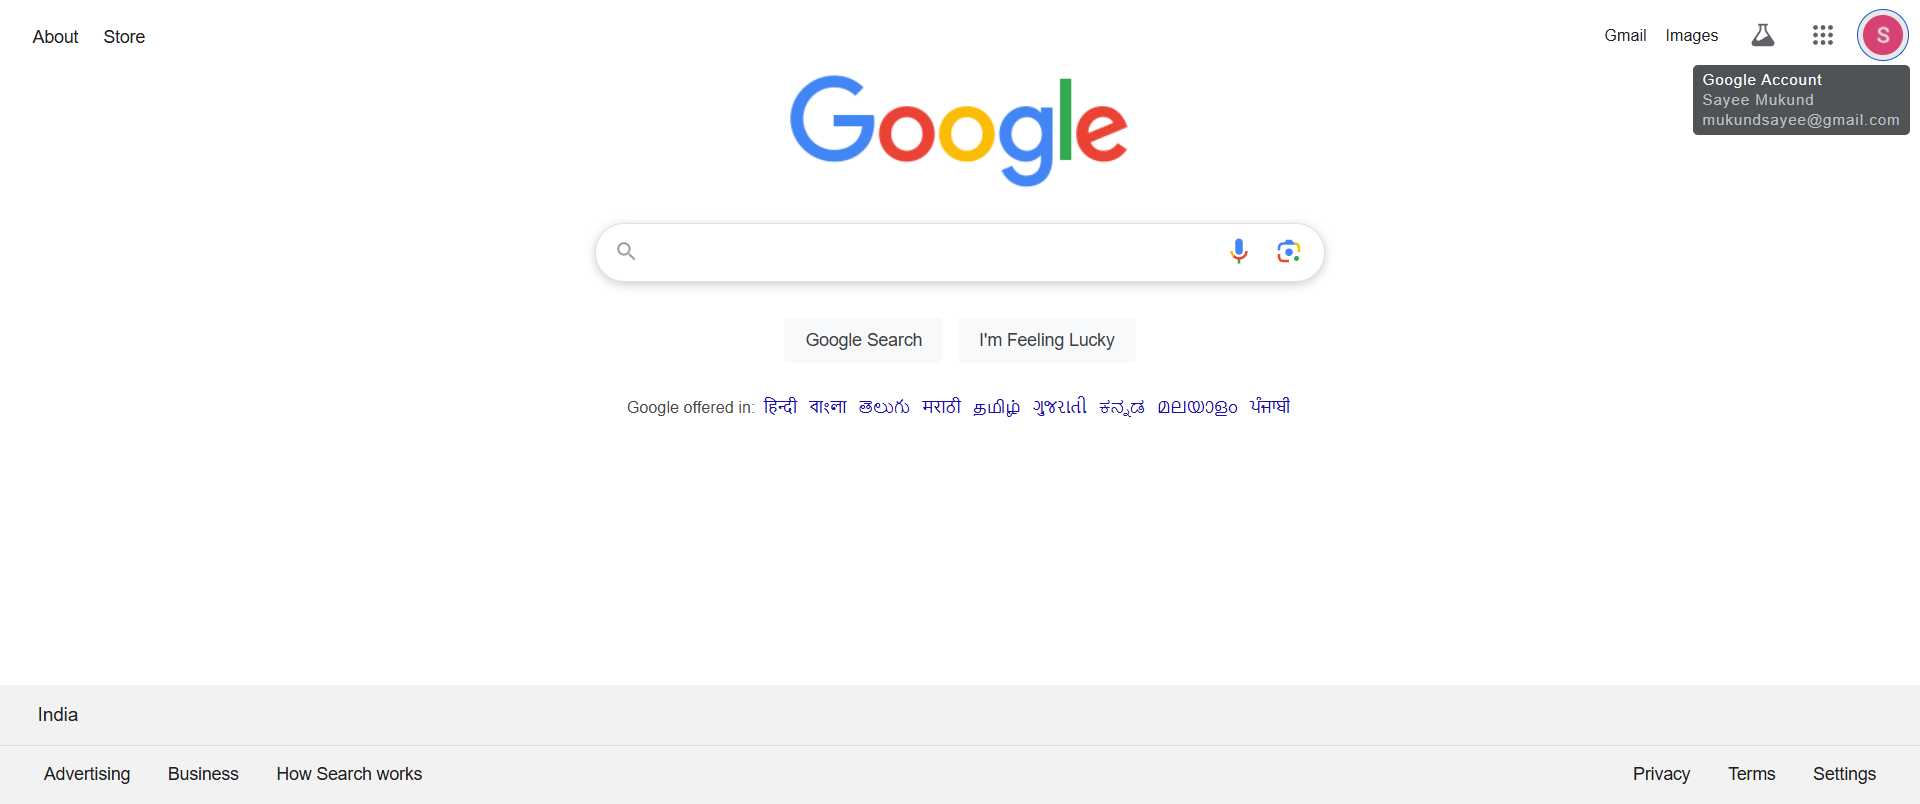 About Store
Gmail Images
S
Google Account
Sayee Mukund
mukundsayee@gmail.com
Google
Google Search I'm Feeling Lucky
Google offered in: हिन्दी বাংলা తెలుగు मराठी தமிழ் ગુજરાતી ಕನ್ನಡ മലയാളം ਪੰਜਾਬੀ
India
Advertising Business How Search works
Privacy Terms Settings